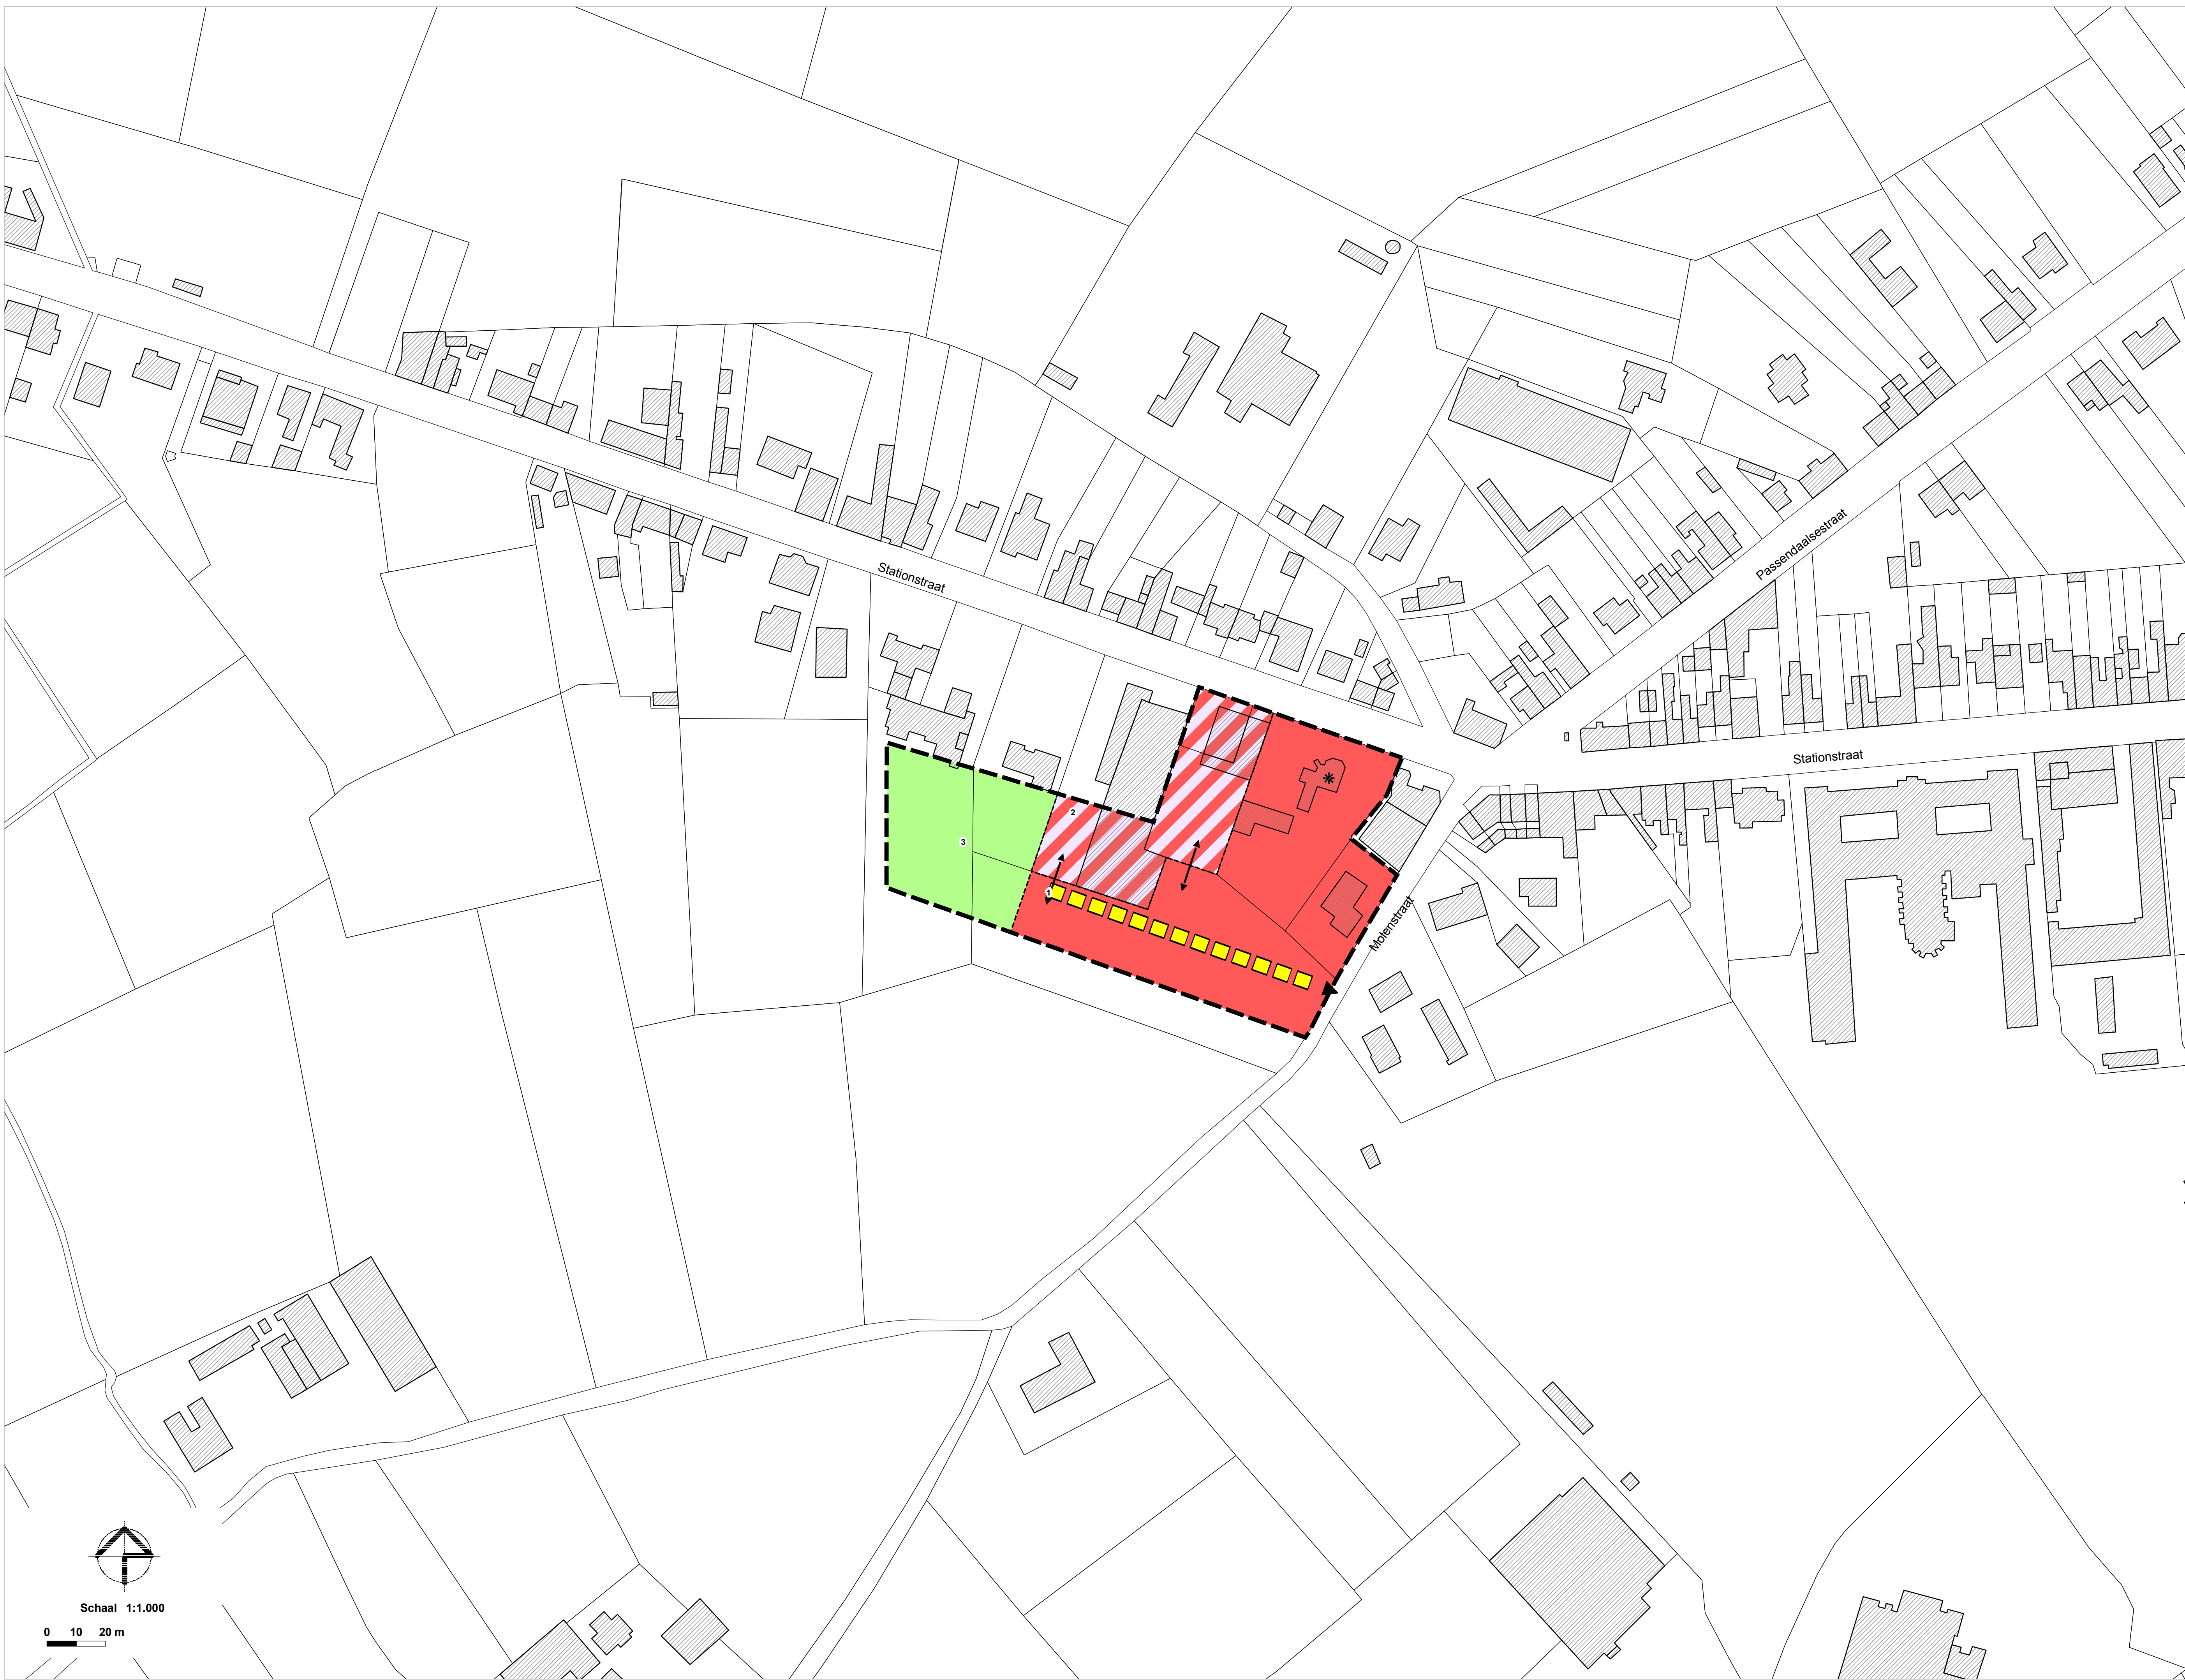 Passendaalsestraat
Stationstraat
Stationstraat
2
3
1
Molenstraat
Schaal 1:1.000
0 10 20 m